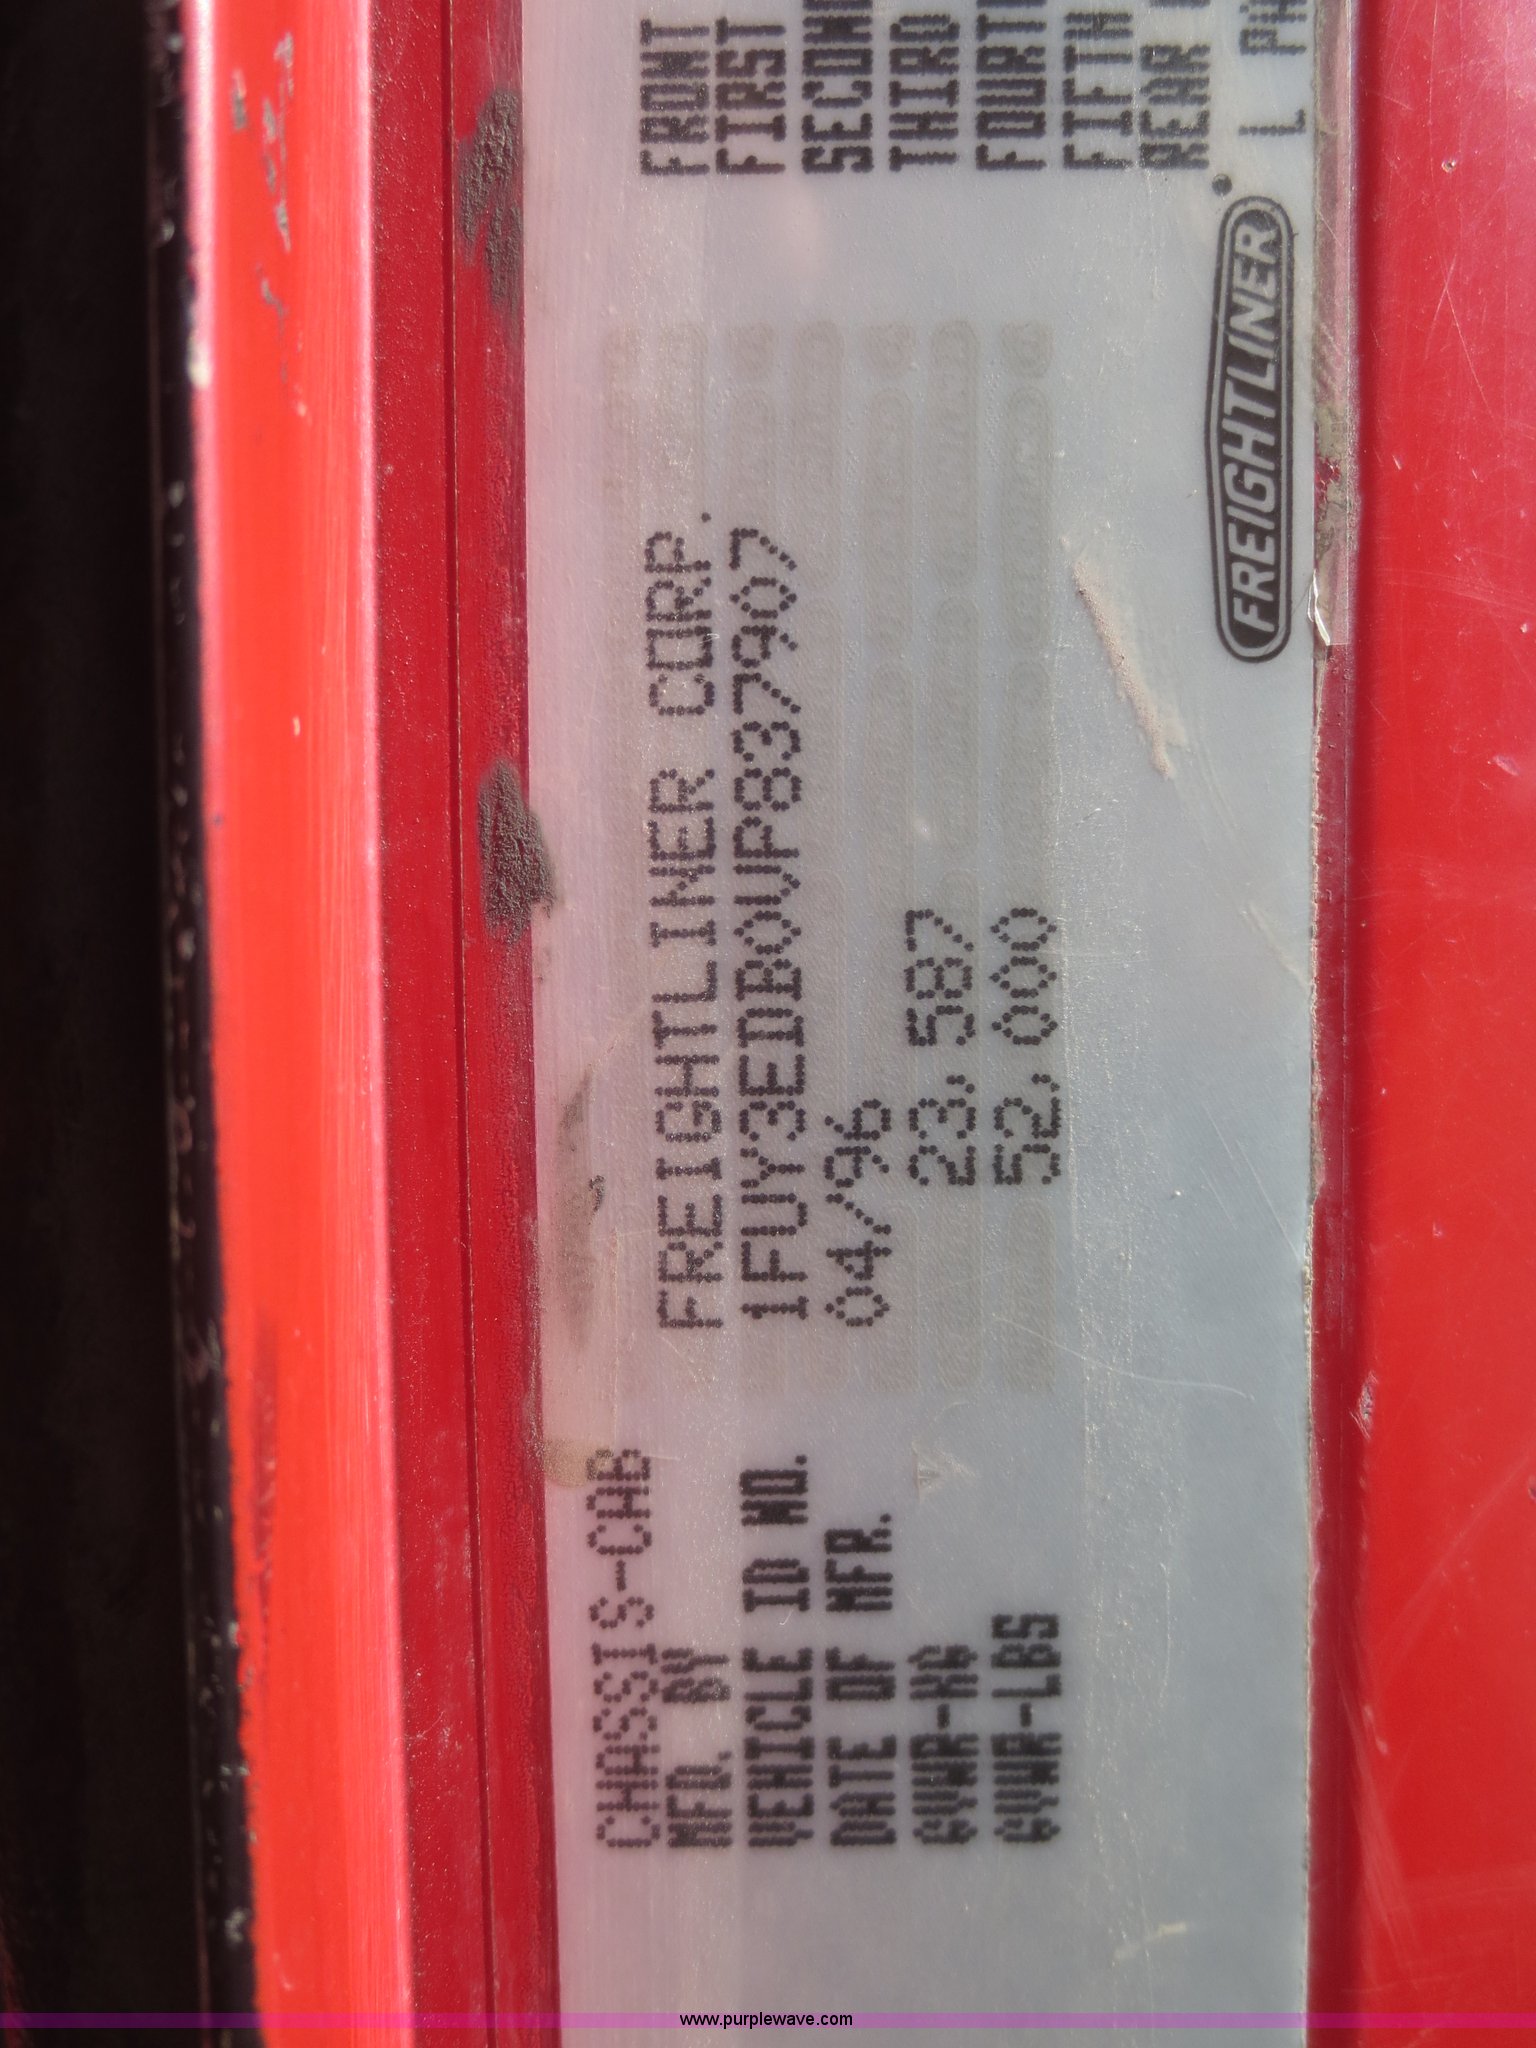 CHASSIS-CAB
MFD. BY FREIGHTLINER CORP.
VEHICLE ID NO. 1FUY3EDB0VP837907
DATE OF MFR. 04/96
GVWR-KG 23,587
GVWR-LBS 52,000
FREIGHTLINER
FRONT
FIRST
SECOND
THIRD
FOURTH
FIFTH
REAR
www.purplewave.com